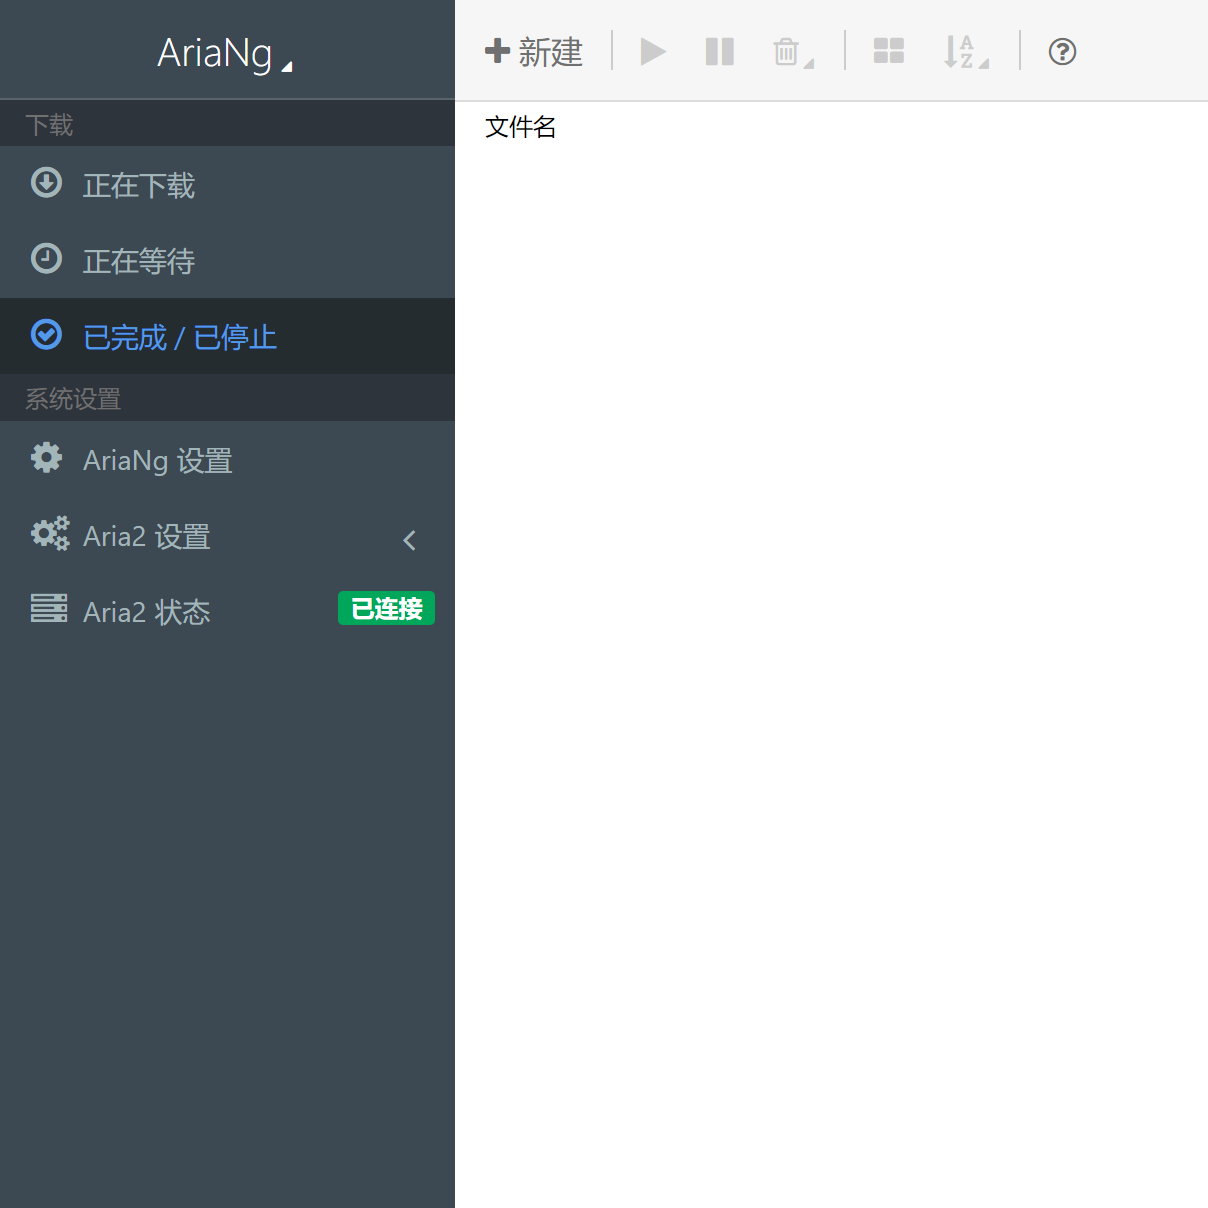 AriaNg
新建
下载
文件名
正在下载
正在等待
已完成 / 已停止
系统设置
AriaNg 设置
Aria2 设置
Aria2 状态 已连接